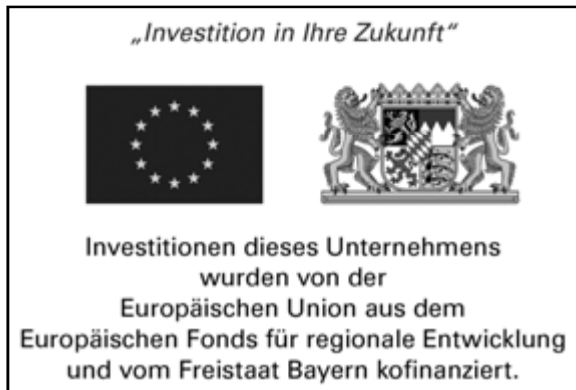 „Investition in Ihre Zukunft“
Investitionen dieses Unternehmens
wurden von der
Europäischen Union aus dem
Europäischen Fonds für regionale Entwicklung
und vom Freistaat Bayern kofinanziert.